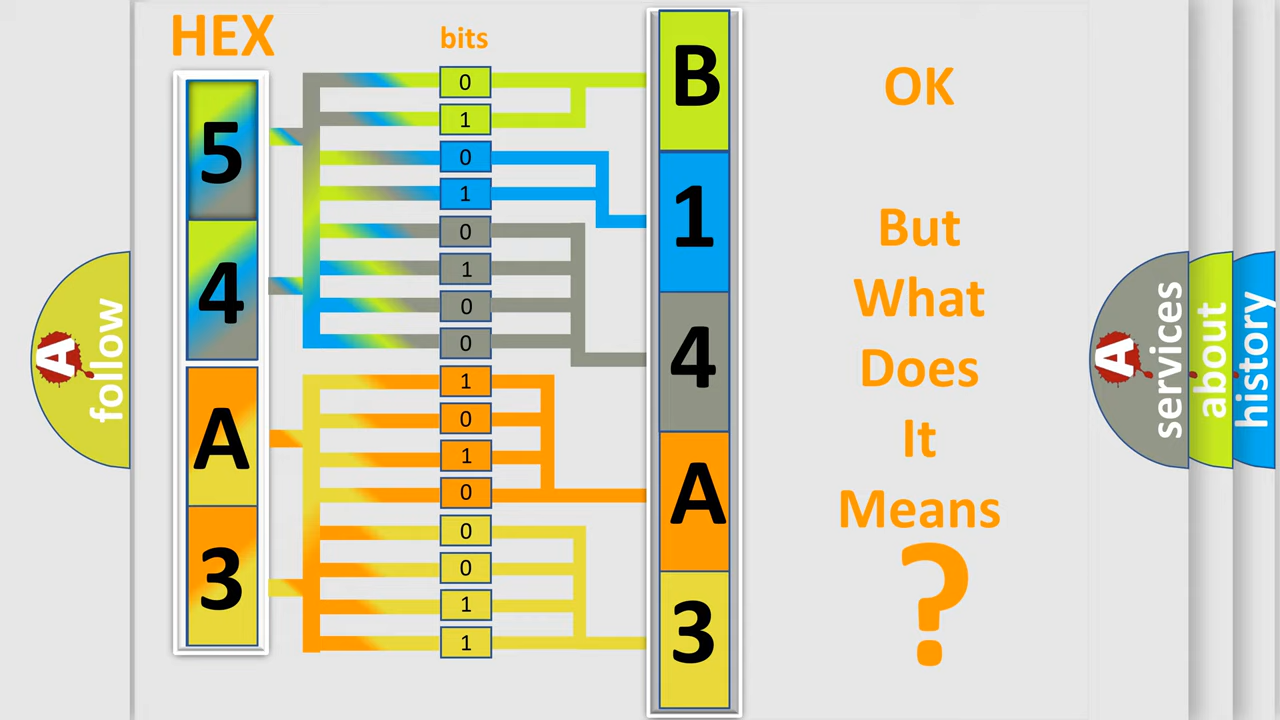 HEX
bits
5
4
A
3
0
1
0
1
0
1
0
0
1
0
1
0
0
0
1
1
B
1
4
A
3
OK
But
What
Does
It
Means
?
A
follow
A
services
about
history